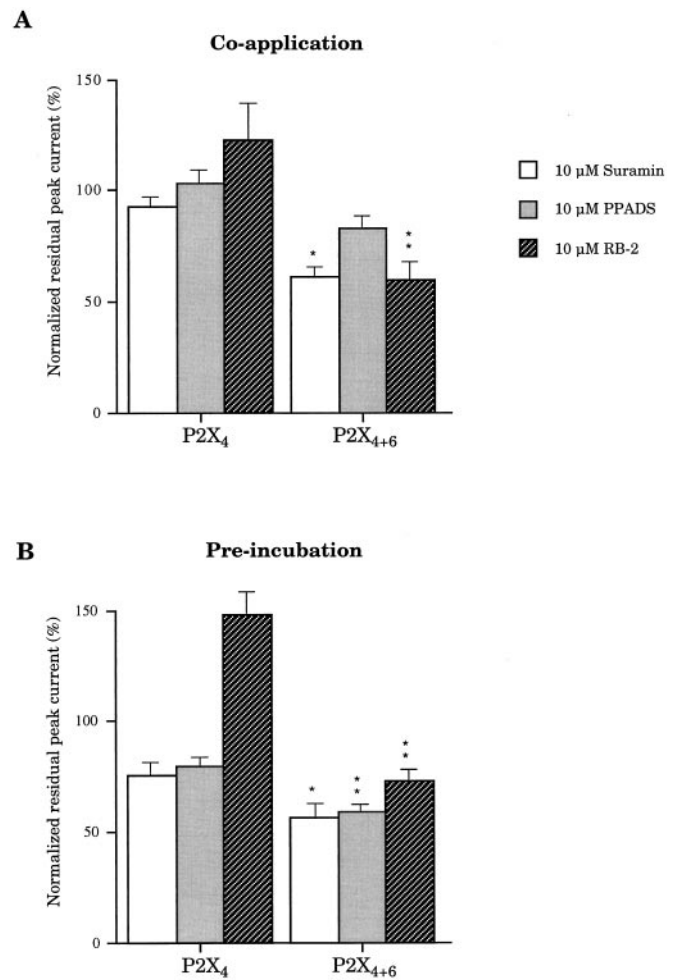 A
Co-application
Normalized residual peak current (%)
150
100
50
0
* 
* *
P2X4
P2X4+6
10 µM Suramin
10 µM PPADS
10 µM RB-2
B
Pre-incubation
Normalized residual peak current (%)
150
100
50
0
*
* *
* *
P2X4
P2X4+6